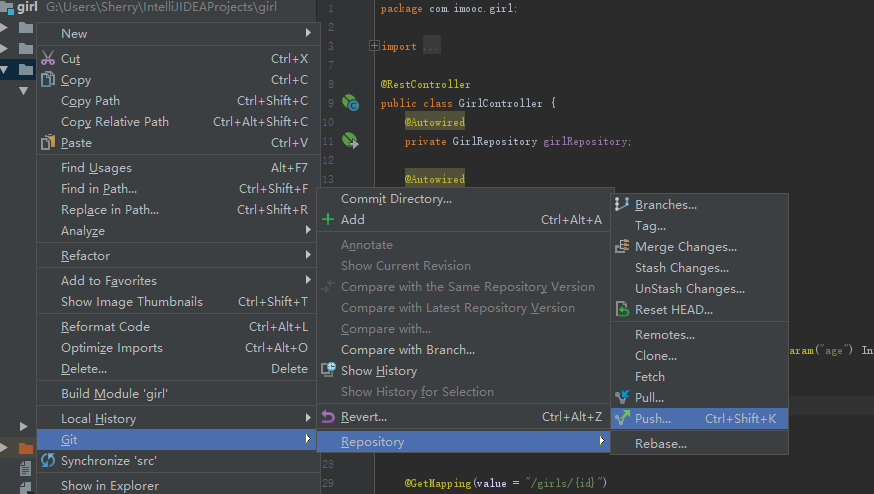 girl G:\Users\Sherry\IntelliJIDEAProjects\girl
New
Cut Ctrl+X
Copy Ctrl+C
Copy Path Ctrl+Shift+C
Copy Relative Path Ctrl+Alt+Shift+C
Paste Ctrl+V
Find Usages Alt+F7
Find in Path... Ctrl+Shift+F
Replace in Path... Ctrl+Shift+R
Analyze
Refactor
Add to Favorites
Show Image Thumbnails Ctrl+Shift+T
Reformat Code Ctrl+Alt+L
Optimize Imports Ctrl+Alt+O
Delete... Delete
Build Module 'girl'
Local History
Git
Synchronize 'src'
Show in Explorer
Commit Directory...
Add Ctrl+Alt+A
Annotate
Show Current Revision
Compare with the Same Repository Version
Compare with Latest Repository Version
Compare with...
Compare with Branch...
Show History
Show History for Selection
Revert... Ctrl+Alt+Z
Repository
Branches...
Tag...
Merge Changes...
Stash Changes...
UnStash Changes...
Reset HEAD...
Remotes...
Clone...
Fetch
Pull...
Push... Ctrl+Shift+K
Rebase...
1 package com.imooc.girl;
2
3 import ...
7
8 @RestController
9 public class GirlController {
10 @Autowired
11 private GirlRepository girlRepository;
12
13 @Autowired
aram("age") In
28
29 @GetMapping(value = "/girls/{id}")